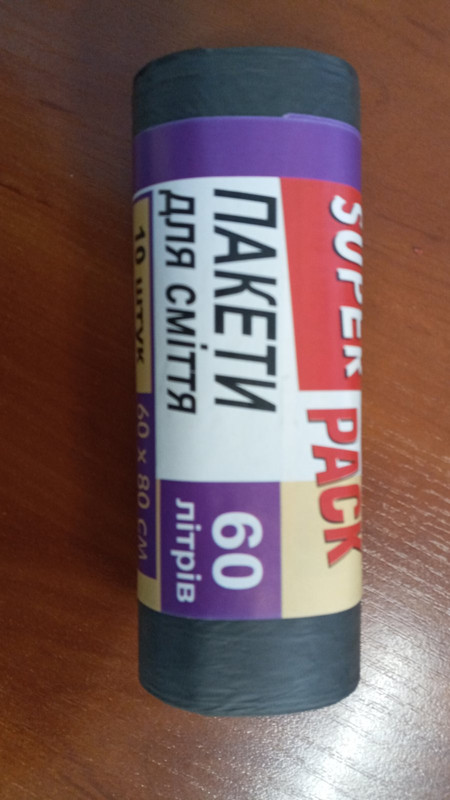 SUPER PACK
ПАКЕТИ
ДЛЯ СМІТТЯ
60
літрів
10 ШТУК
60 x 80 СМ